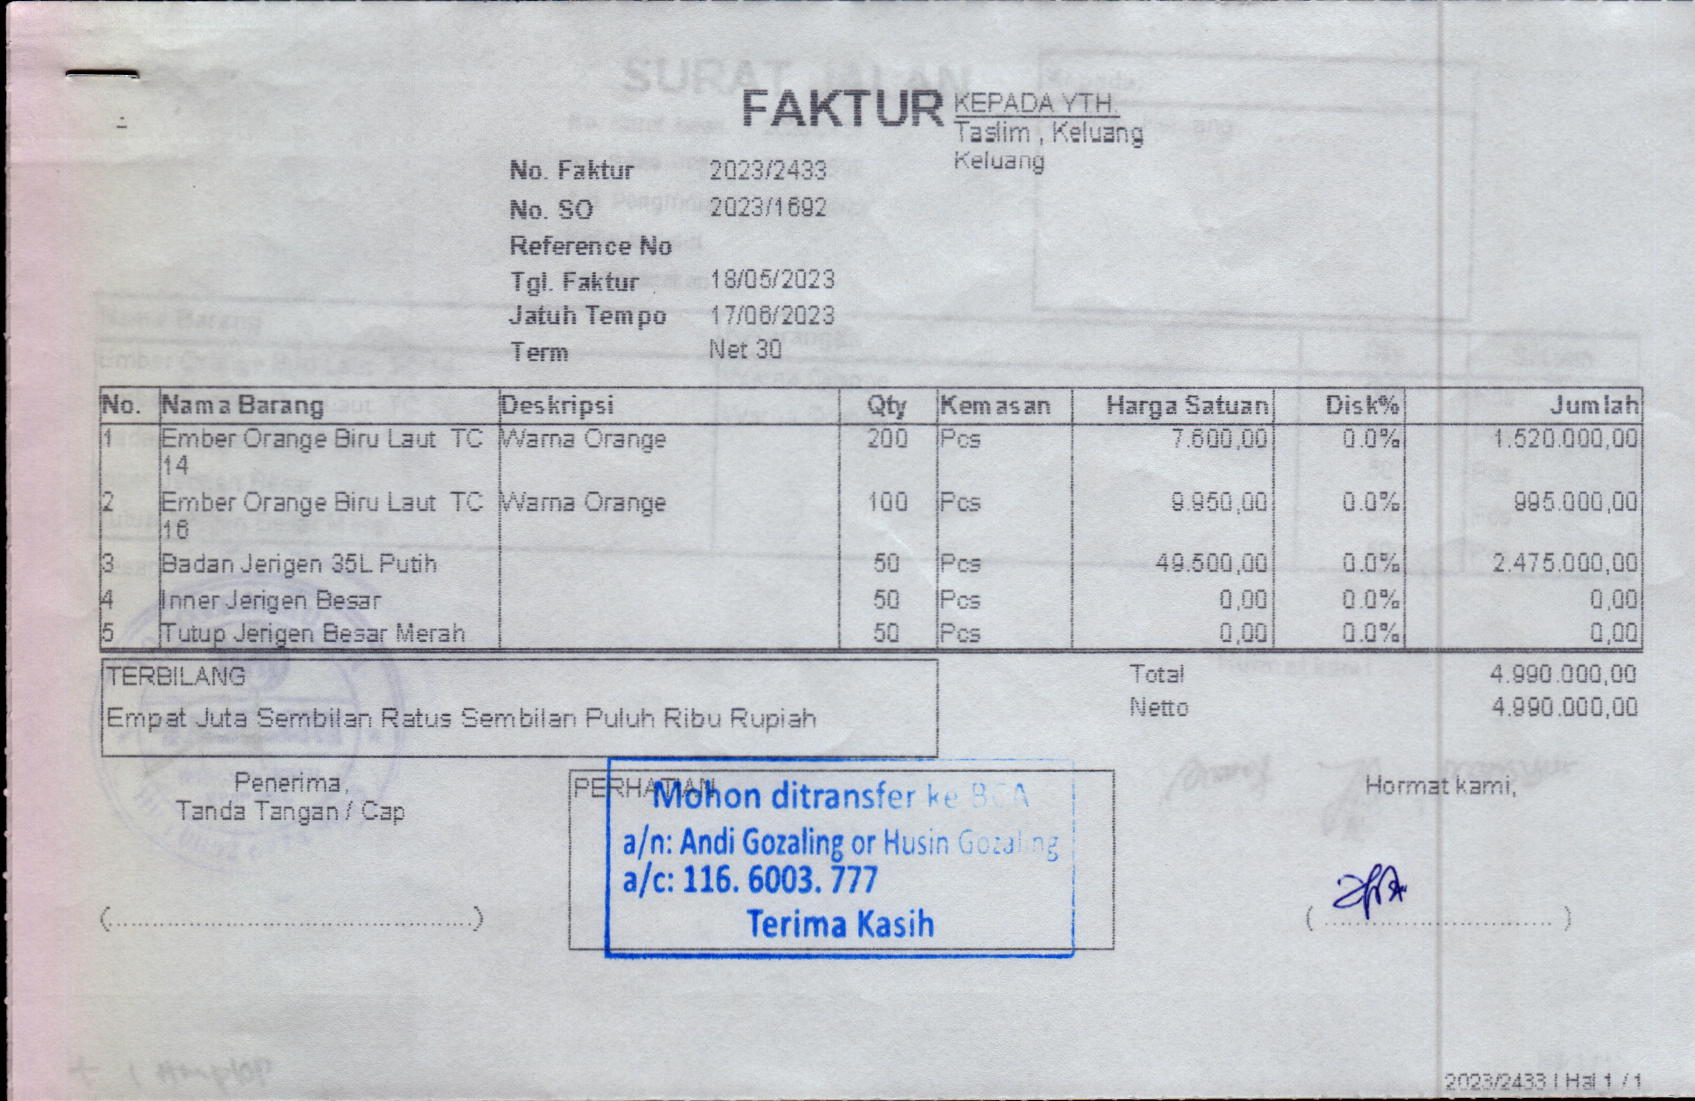 FAKTUR
KEPADA YTH.
Taslim , Keluang
Keluang
No. Faktur 2023/2433
No. SO 2023/1692
Reference No
Tgl. Faktur 18/05/2023
Jatuh Tempo 17/06/2023
Term Net 30
No. Nama Barang Deskripsi Qty Kemasan Harga Satuan Disk% Jumlah
1 Ember Orange Biru Laut TC Warna Orange 200 Pcs 7.600,00 0.0% 1.520.000,00
14
2 Ember Orange Biru Laut TC Warna Orange 100 Pcs 9.950,00 0.0% 995.000,00
16
3 Badan Jerigen 35L Putih 50 Pcs 49.500,00 0.0% 2.475.000,00
4 Inner Jerigen Besar 50 Pcs 0,00 0.0% 0,00
5 Tutup Jerigen Besar Merah 50 Pcs 0,00 0.0% 0,00
TERBILANG
Empat Juta Sembilan Ratus Sembilan Puluh Ribu Rupiah
Total 4.990.000,00
Netto 4.990.000,00
Penerima,
Tanda Tangan / Cap
(..........................................)
PERHATIAN
Mohon ditransfer ke BCA
a/n: Andi Gozaling or Husin Gozaling
a/c: 116. 6003. 777
Terima Kasih
Hormat kami,
( .......................... )
2023/2433 | Hal 1 / 1
SURAT JALAN